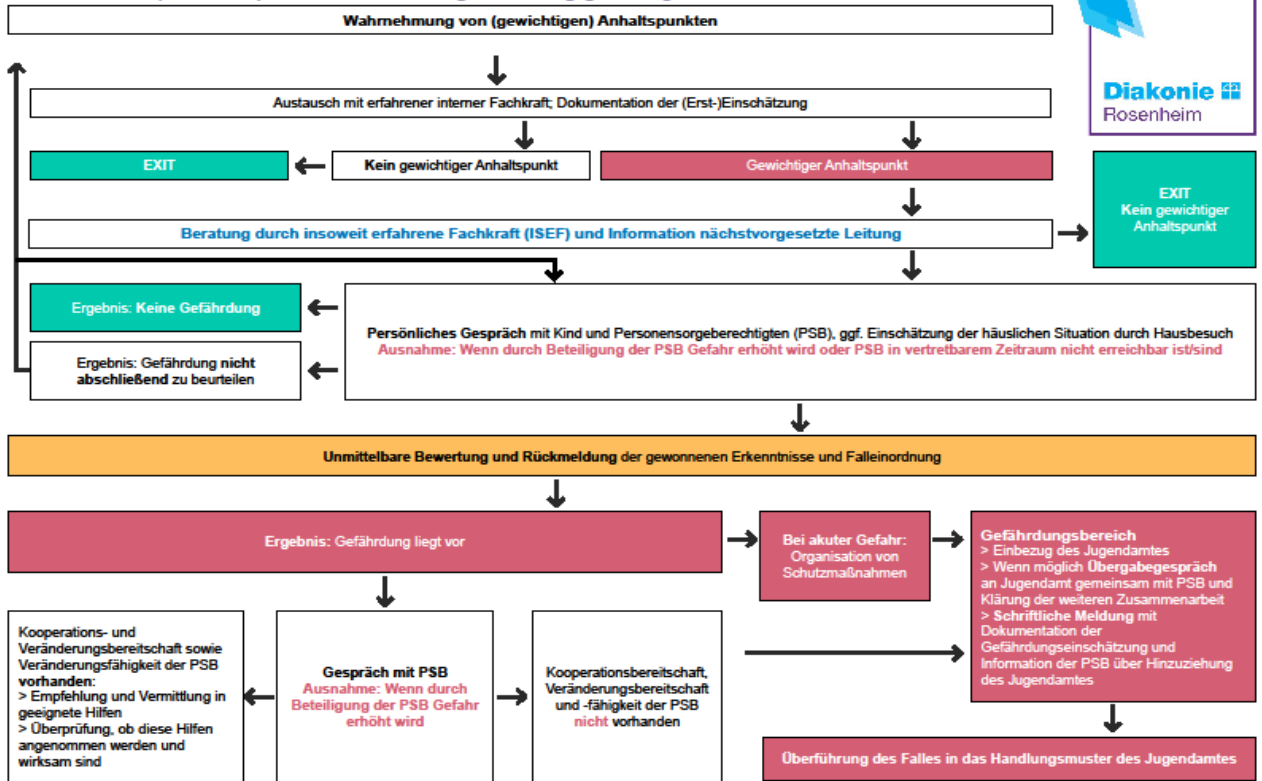 Wahrnehmung von (gewichtigen) Anhaltspunkten
Diakonie
Rosenheim
Austausch mit erfahrener interner Fachkraft; Dokumentation der (Erst-)Einschätzung
EXIT
Kein gewichtiger Anhaltspunkt
Gewichtiger Anhaltspunkt
EXIT
Kein gewichtiger
Anhaltspunkt
Beratung durch insoweit erfahrene Fachkraft (ISEF) und Information nächstvorgesetzte Leitung
Ergebnis: Keine Gefährdung
Persönliches Gespräch mit Kind und Personensorgeberechtigten (PSB), ggf. Einschätzung der häuslichen Situation durch Hausbesuch
Ausnahme: Wenn durch Beteiligung der PSB Gefahr erhöht wird oder PSB in vertretbarem Zeitraum nicht erreichbar ist/sind
Ergebnis: Gefährdung nicht
abschließend zu beurteilen
Unmittelbare Bewertung und Rückmeldung der gewonnenen Erkenntnisse und Falleinordnung
Ergebnis: Gefährdung liegt vor
Bei akuter Gefahr:
Organisation von
Schutzmaßnahmen
Gefährdungsbereich
> Einbezug des Jugendamtes
> Wenn möglich Übergabegespräch
an Jugendamt gemeinsam mit PSB und
Klärung der weiteren Zusammenarbeit
> Schriftliche Meldung mit
Dokumentation der
Gefährdungseinschätzung und
Information der PSB über Hinzuziehung
des Jugendamtes
Kooperations- und
Veränderungsbereitschaft sowie
Veränderungsfähigkeit der PSB
vorhanden:
> Empfehlung und Vermittlung in
geeignete Hilfen
> Überprüfung, ob diese Hilfen
angenommen werden und
wirksam sind
Gespräch mit PSB
Ausnahme: Wenn durch
Beteiligung der PSB Gefahr
erhöht wird
Kooperationsbereitschaft,
Veränderungsbereitschaft
und -fähigkeit der PSB
nicht vorhanden
Überführung des Falles in das Handlungsmuster des Jugendamtes